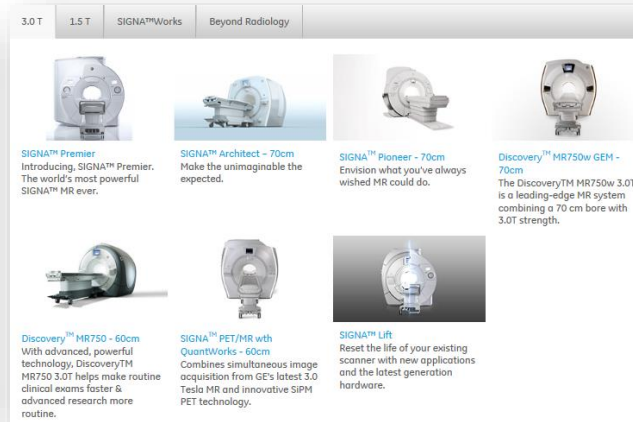 3.0 T
1.5 T
SIGNA™Works
Beyond Radiology
SIGNA™ Premier
Introducing, SIGNA™ Premier.
The world's most powerful
SIGNA™ MR ever.
SIGNA™ Architect – 70cm
Make the unimaginable the
expected.
SIGNA™ Pioneer - 70cm
Envision what you've always
wished MR could do.
Discovery™ MR750w GEM -
70cm
The DiscoveryTM MR750w 3.0T
is a leading-edge MR system
combining a 70 cm bore with
3.0T strength.
Discovery™ MR750 - 60cm
With advanced, powerful
technology, DiscoveryTM
MR750 3.0T helps make routine
clinical exams faster &
advanced research more
routine.
SIGNA™ PET/MR wth
QuantWorks - 60cm
Combines simultaneous image
acquisition from GE's latest 3.0
Tesla MR and innovative SiPM
PET technology.
SIGNA™ Lift
Reset the life of your existing
scanner with new applications
and the latest generation
hardware.